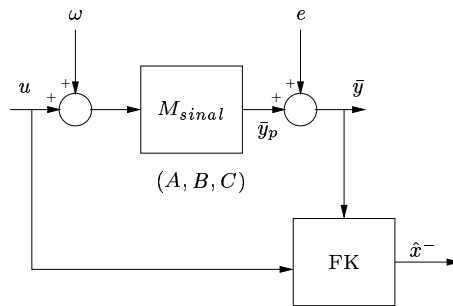 ω e
u + + M_{sinal} + + ȳ
ȳ_p
(A, B, C)
FK x̂⁻